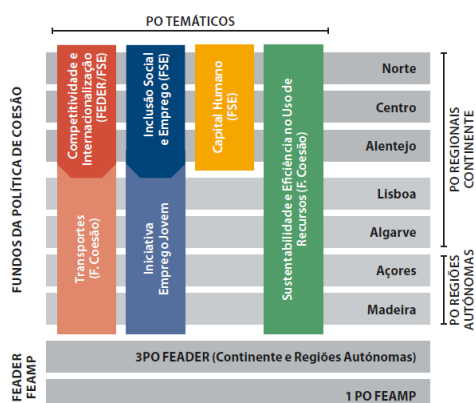 PO TEMÁTICOS
FUNDOS DA POLÍTICA DE COESÃO
Competitividade e
Internacionalização
(FEDER/FSE)
Transportes
(F. Coesão)
Inclusão Social
e Emprego (FSE)
Iniciativa
Emprego Jovem
Capital Humano
(FSE)
Sustentabilidade e Eficiência no Uso de
Recursos (F. Coesão)
Norte
Centro
Alentejo
Lisboa
Algarve
Açores
Madeira
PO REGIONAIS
CONTINENTE
PO REGIÕES
AUTÓNOMAS
FEADER
FEAMP
3PO FEADER (Continente e Regiões Autónomas)
1 PO FEAMP